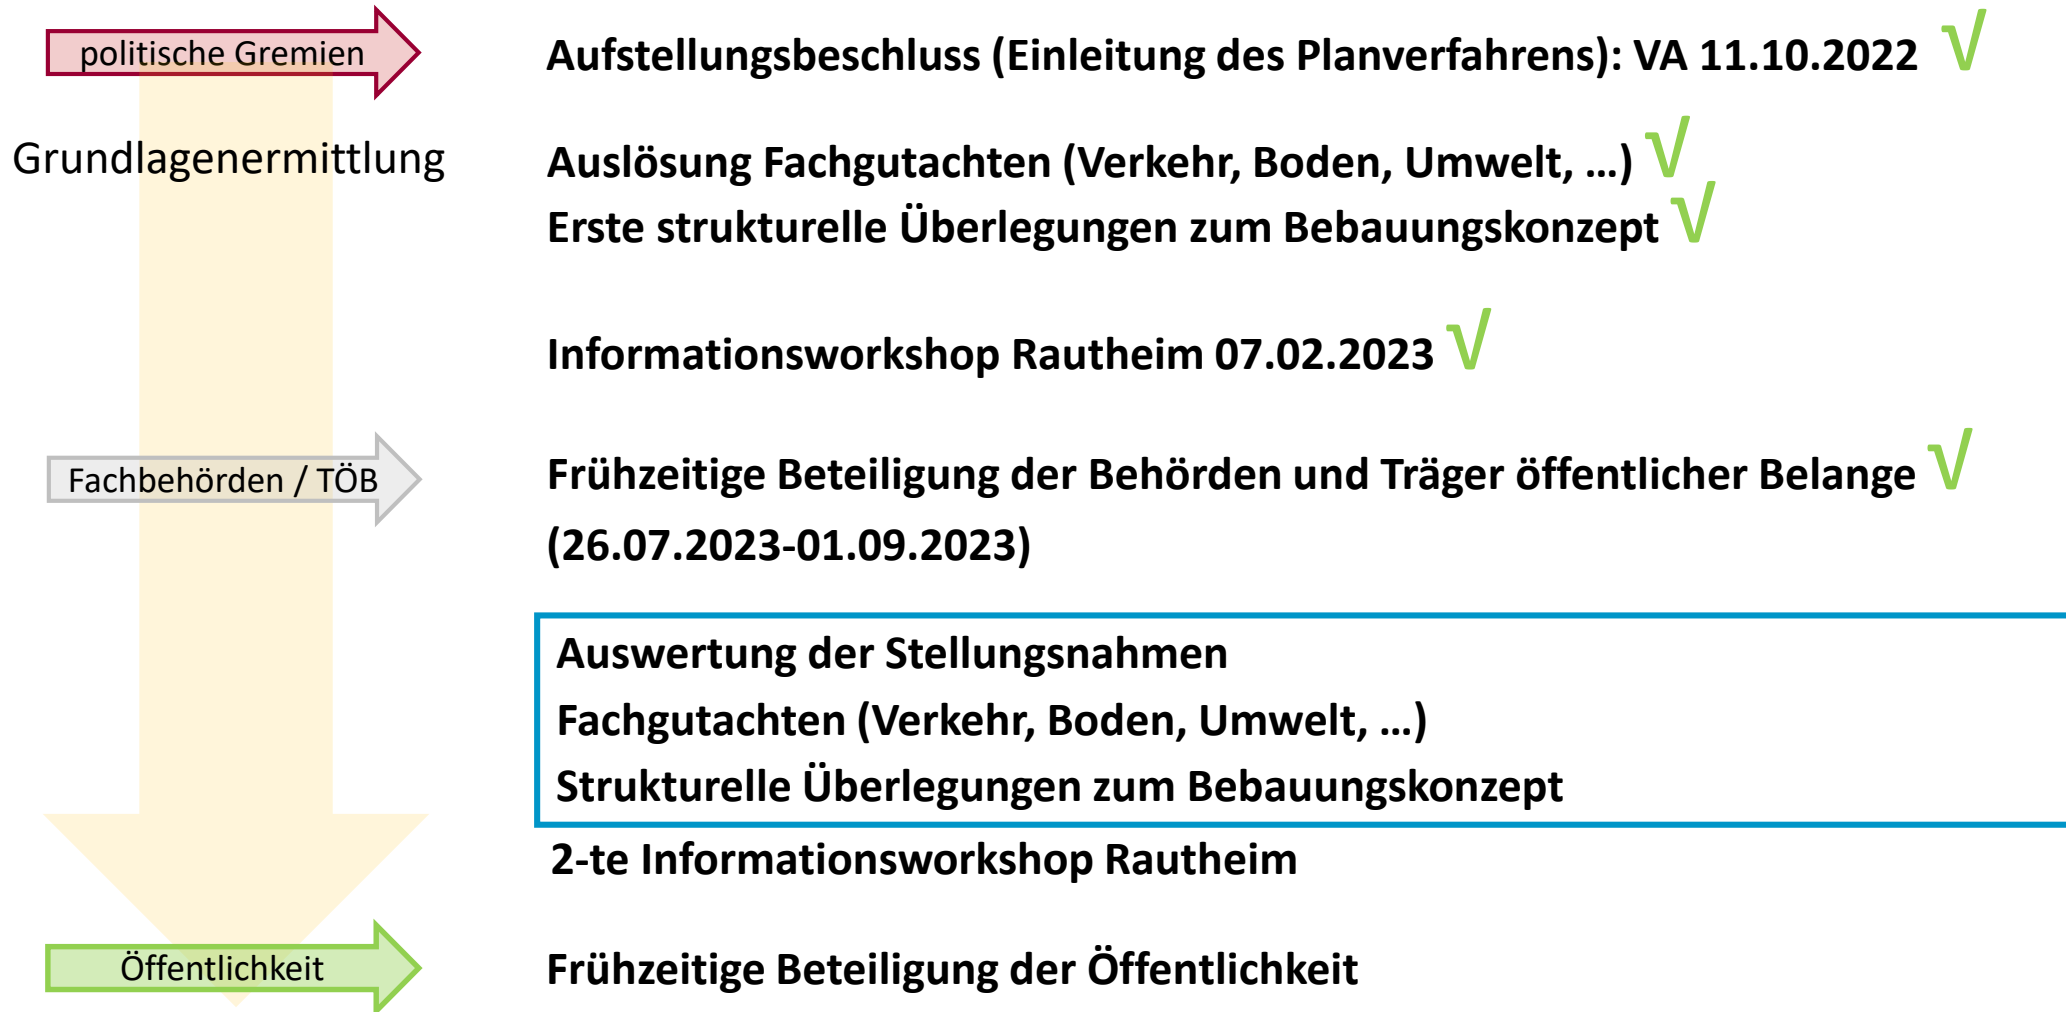 politische Gremien
Aufstellungsbeschluss (Einleitung des Planverfahrens): VA 11.10.2022 √
Grundlagenermittlung
Auslösung Fachgutachten (Verkehr, Boden, Umwelt, …) √
Erste strukturelle Überlegungen zum Bebauungskonzept √
Informationsworkshop Rautheim 07.02.2023 √
Fachbehörden / TÖB
Frühzeitige Beteiligung der Behörden und Träger öffentlicher Belange √
(26.07.2023-01.09.2023)
Auswertung der Stellungsnahmen
Fachgutachten (Verkehr, Boden, Umwelt, …)
Strukturelle Überlegungen zum Bebauungskonzept
2-te Informationsworkshop Rautheim
Öffentlichkeit
Frühzeitige Beteiligung der Öffentlichkeit